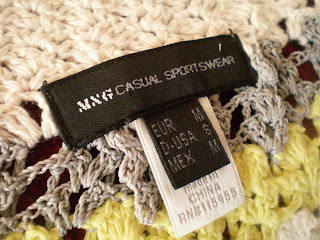 MNG CASUAL SPORTSWEAR
EUR M
D-USA S
MEX M
MADE IN
CHINA